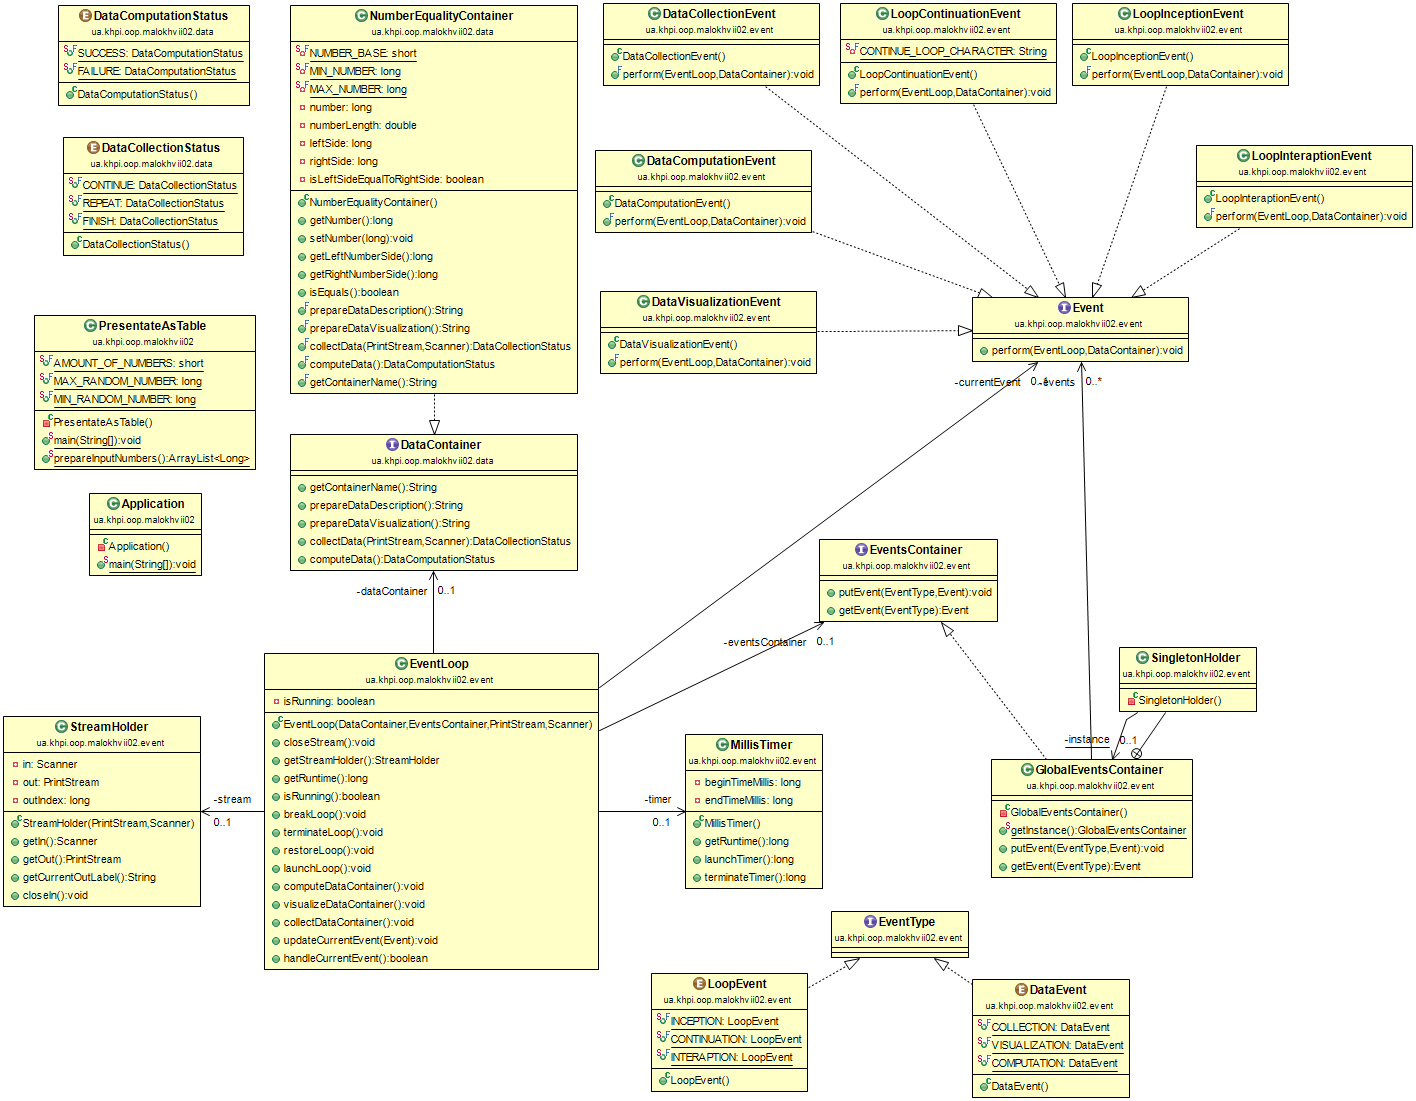 DataComputationStatus
ua.khpi.oop.malokhvii02.data
SUCCESS: DataComputationStatus
FAILURE: DataComputationStatus
DataComputationStatus()
DataCollectionStatus
ua.khpi.oop.malokhvii02.data
CONTINUE: DataCollectionStatus
REPEAT: DataCollectionStatus
FINISH: DataCollectionStatus
DataCollectionStatus()
PresentateAsTable
ua.khpi.oop.malokhvii02
AMOUNT_OF_NUMBERS: short
MAX_RANDOM_NUMBER: long
MIN_RANDOM_NUMBER: long
PresentateAsTable()
main(String[]):void
prepareInputNumbers():ArrayList<Long>
Application
ua.khpi.oop.malokhvii02
Application()
main(String[]):void
NumberEqualityContainer
ua.khpi.oop.malokhvii02.data
NUMBER_BASE: short
MIN_NUMBER: long
MAX_NUMBER: long
number: long
numberLength: double
leftSide: long
rightSide: long
isLeftSideEqualToRightSide: boolean
NumberEqualityContainer()
getNumber():long
setNumber(long):void
getLeftNumberSide():long
getRightNumberSide():long
isEquals():boolean
prepareDataDescription():String
prepareDataVisualization():String
collectData(PrintStream,Scanner):DataCollectionStatus
computeData():DataComputationStatus
getContainerName():String
DataContainer
ua.khpi.oop.malokhvii02.data
getContainerName():String
prepareDataDescription():String
prepareDataVisualization():String
collectData(PrintStream,Scanner):DataCollectionStatus
computeData():DataComputationStatus
-dataContainer
0..1
DataCollectionEvent
ua.khpi.oop.malokhvii02.event
DataCollectionEvent()
perform(EventLoop,DataContainer):void
LoopContinuationEvent
ua.khpi.oop.malokhvii02.event
CONTINUE_LOOP_CHARACTER: String
LoopContinuationEvent()
perform(EventLoop,DataContainer):void
LoopInceptionEvent
ua.khpi.oop.malokhvii02.event
LoopInceptionEvent()
perform(EventLoop,DataContainer):void
DataComputationEvent
ua.khpi.oop.malokhvii02.event
DataComputationEvent()
perform(EventLoop,DataContainer):void
LoopInteraptionEvent
ua.khpi.oop.malokhvii02.event
LoopInteraptionEvent()
perform(EventLoop,DataContainer):void
DataVisualizationEvent
ua.khpi.oop.malokhvii02.event
DataVisualizationEvent()
perform(EventLoop,DataContainer):void
Event
ua.khpi.oop.malokhvii02.event
perform(EventLoop,DataContainer):void
-currentEvent
0..1
-events
0..*
EventsContainer
ua.khpi.oop.malokhvii02.event
putEvent(EventType,Event):void
getEvent(EventType):Event
-eventsContainer
0..1
EventLoop
ua.khpi.oop.malokhvii02.event
isRunning: boolean
EventLoop(DataContainer,EventsContainer,PrintStream,Scanner)
closeStream():void
getStreamHolder():StreamHolder
getRuntime():long
isRunning():boolean
breakLoop():void
terminateLoop():void
restoreLoop():void
launchLoop():void
computeDataContainer():void
visualizeDataContainer():void
collectDataContainer():void
updateCurrentEvent(Event):void
handleCurrentEvent():boolean
StreamHolder
ua.khpi.oop.malokhvii02.event
in: Scanner
out: PrintStream
outIndex: long
StreamHolder(PrintStream,Scanner)
getIn():Scanner
getOut():PrintStream
getCurrentOutLabel():String
closeIn():void
-stream
0..1
-timer
0..1
MillisTimer
ua.khpi.oop.malokhvii02.event
beginTimeMillis: long
endTimeMillis: long
MillisTimer()
getRuntime():long
launchTimer():long
terminateTimer():long
SingletonHolder
ua.khpi.oop.malokhvii02.event
SingletonHolder()
-instance
0..1
GlobalEventsContainer
ua.khpi.oop.malokhvii02.event
GlobalEventsContainer()
getInstance():GlobalEventsContainer
putEvent(EventType,Event):void
getEvent(EventType):Event
EventType
ua.khpi.oop.malokhvii02.event
LoopEvent
ua.khpi.oop.malokhvii02.event
INCEPTION: LoopEvent
CONTINUATION: LoopEvent
INTERAPTION: LoopEvent
LoopEvent()
DataEvent
ua.khpi.oop.malokhvii02.event
COLLECTION: DataEvent
VISUALIZATION: DataEvent
COMPUTATION: DataEvent
DataEvent()